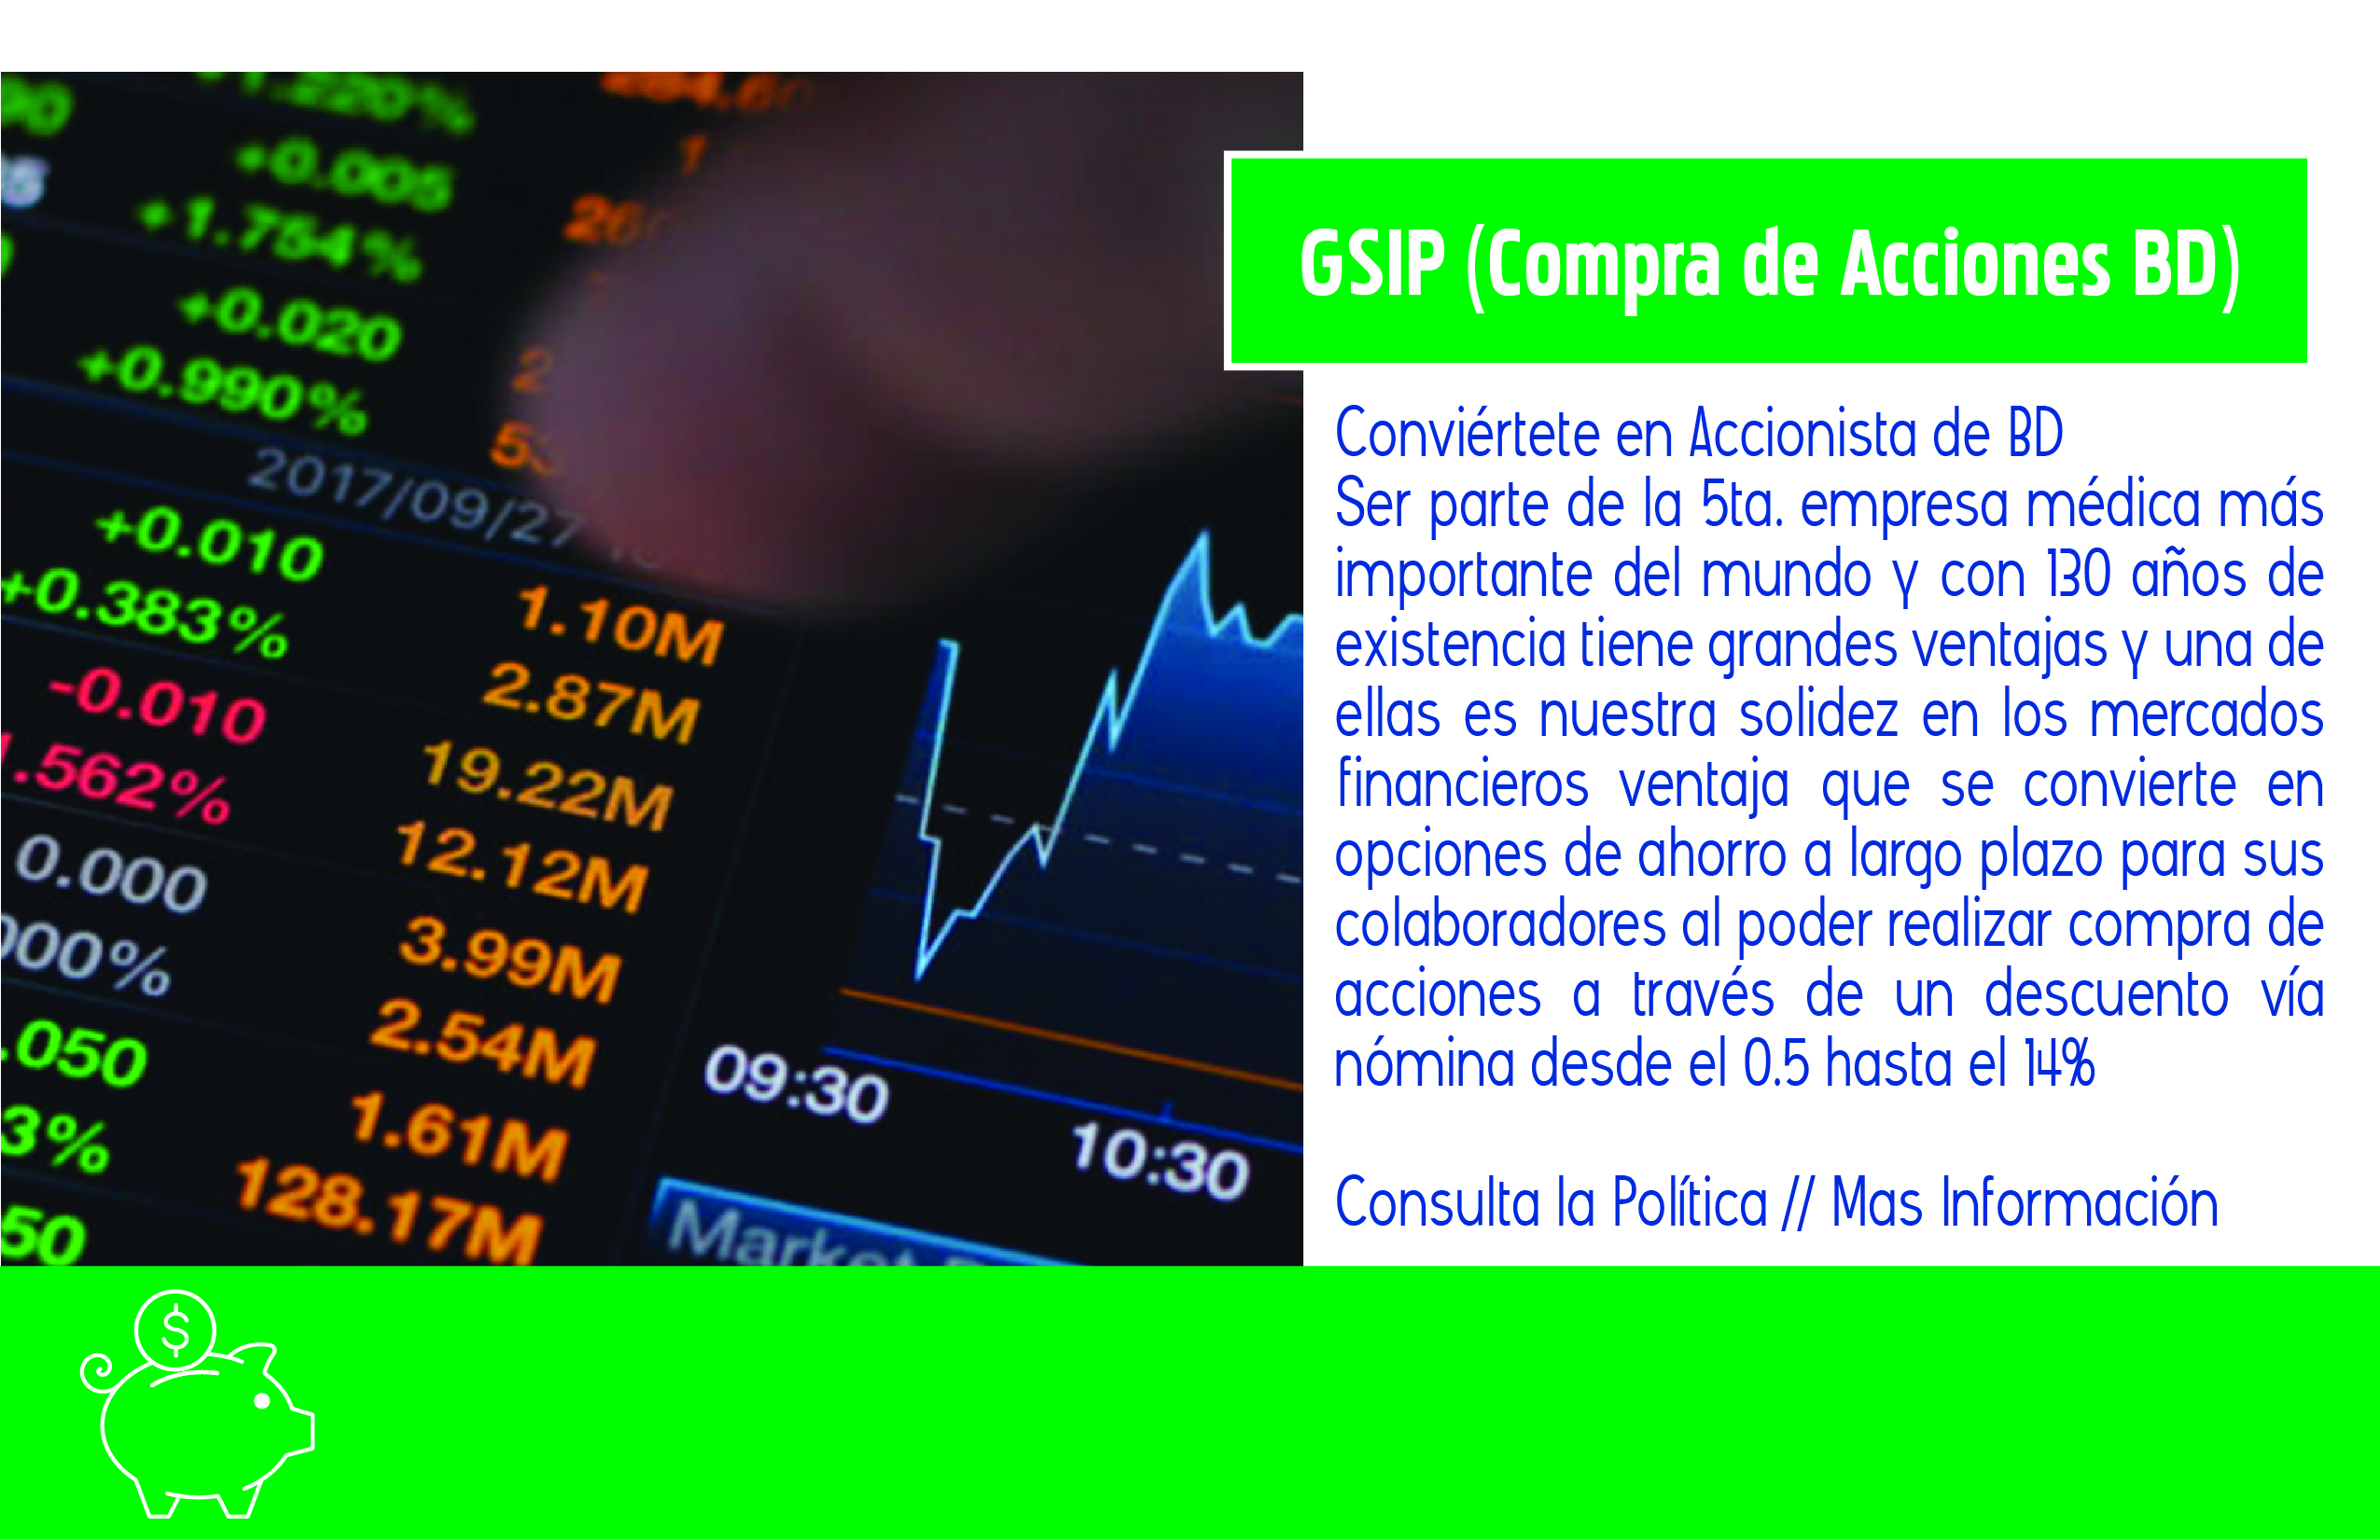 +1.220%
+0.005
+1.754%
+0.020
+0.990%
2017/09/27
+0.010
+0.383%
1.10M
-0.010
2.87M
.562%
19.22M
0.000
12.12M
000%
3.99M
.050
2.54M
3%
1.61M
50
128.17M
09:30
10:30
Market
GSIP (Compra de Acciones BD)
Conviértete en Accionista de BD
Ser parte de la 5ta. empresa médica más
importante del mundo y con 130 años de
existencia tiene grandes ventajas y una de
ellas es nuestra solidez en los mercados
financieros ventaja que se convierte en
opciones de ahorro a largo plazo para sus
colaboradores al poder realizar compra de
acciones a través de un descuento vía
nómina desde el 0.5 hasta el 14%
Consulta la Política // Mas Información
$